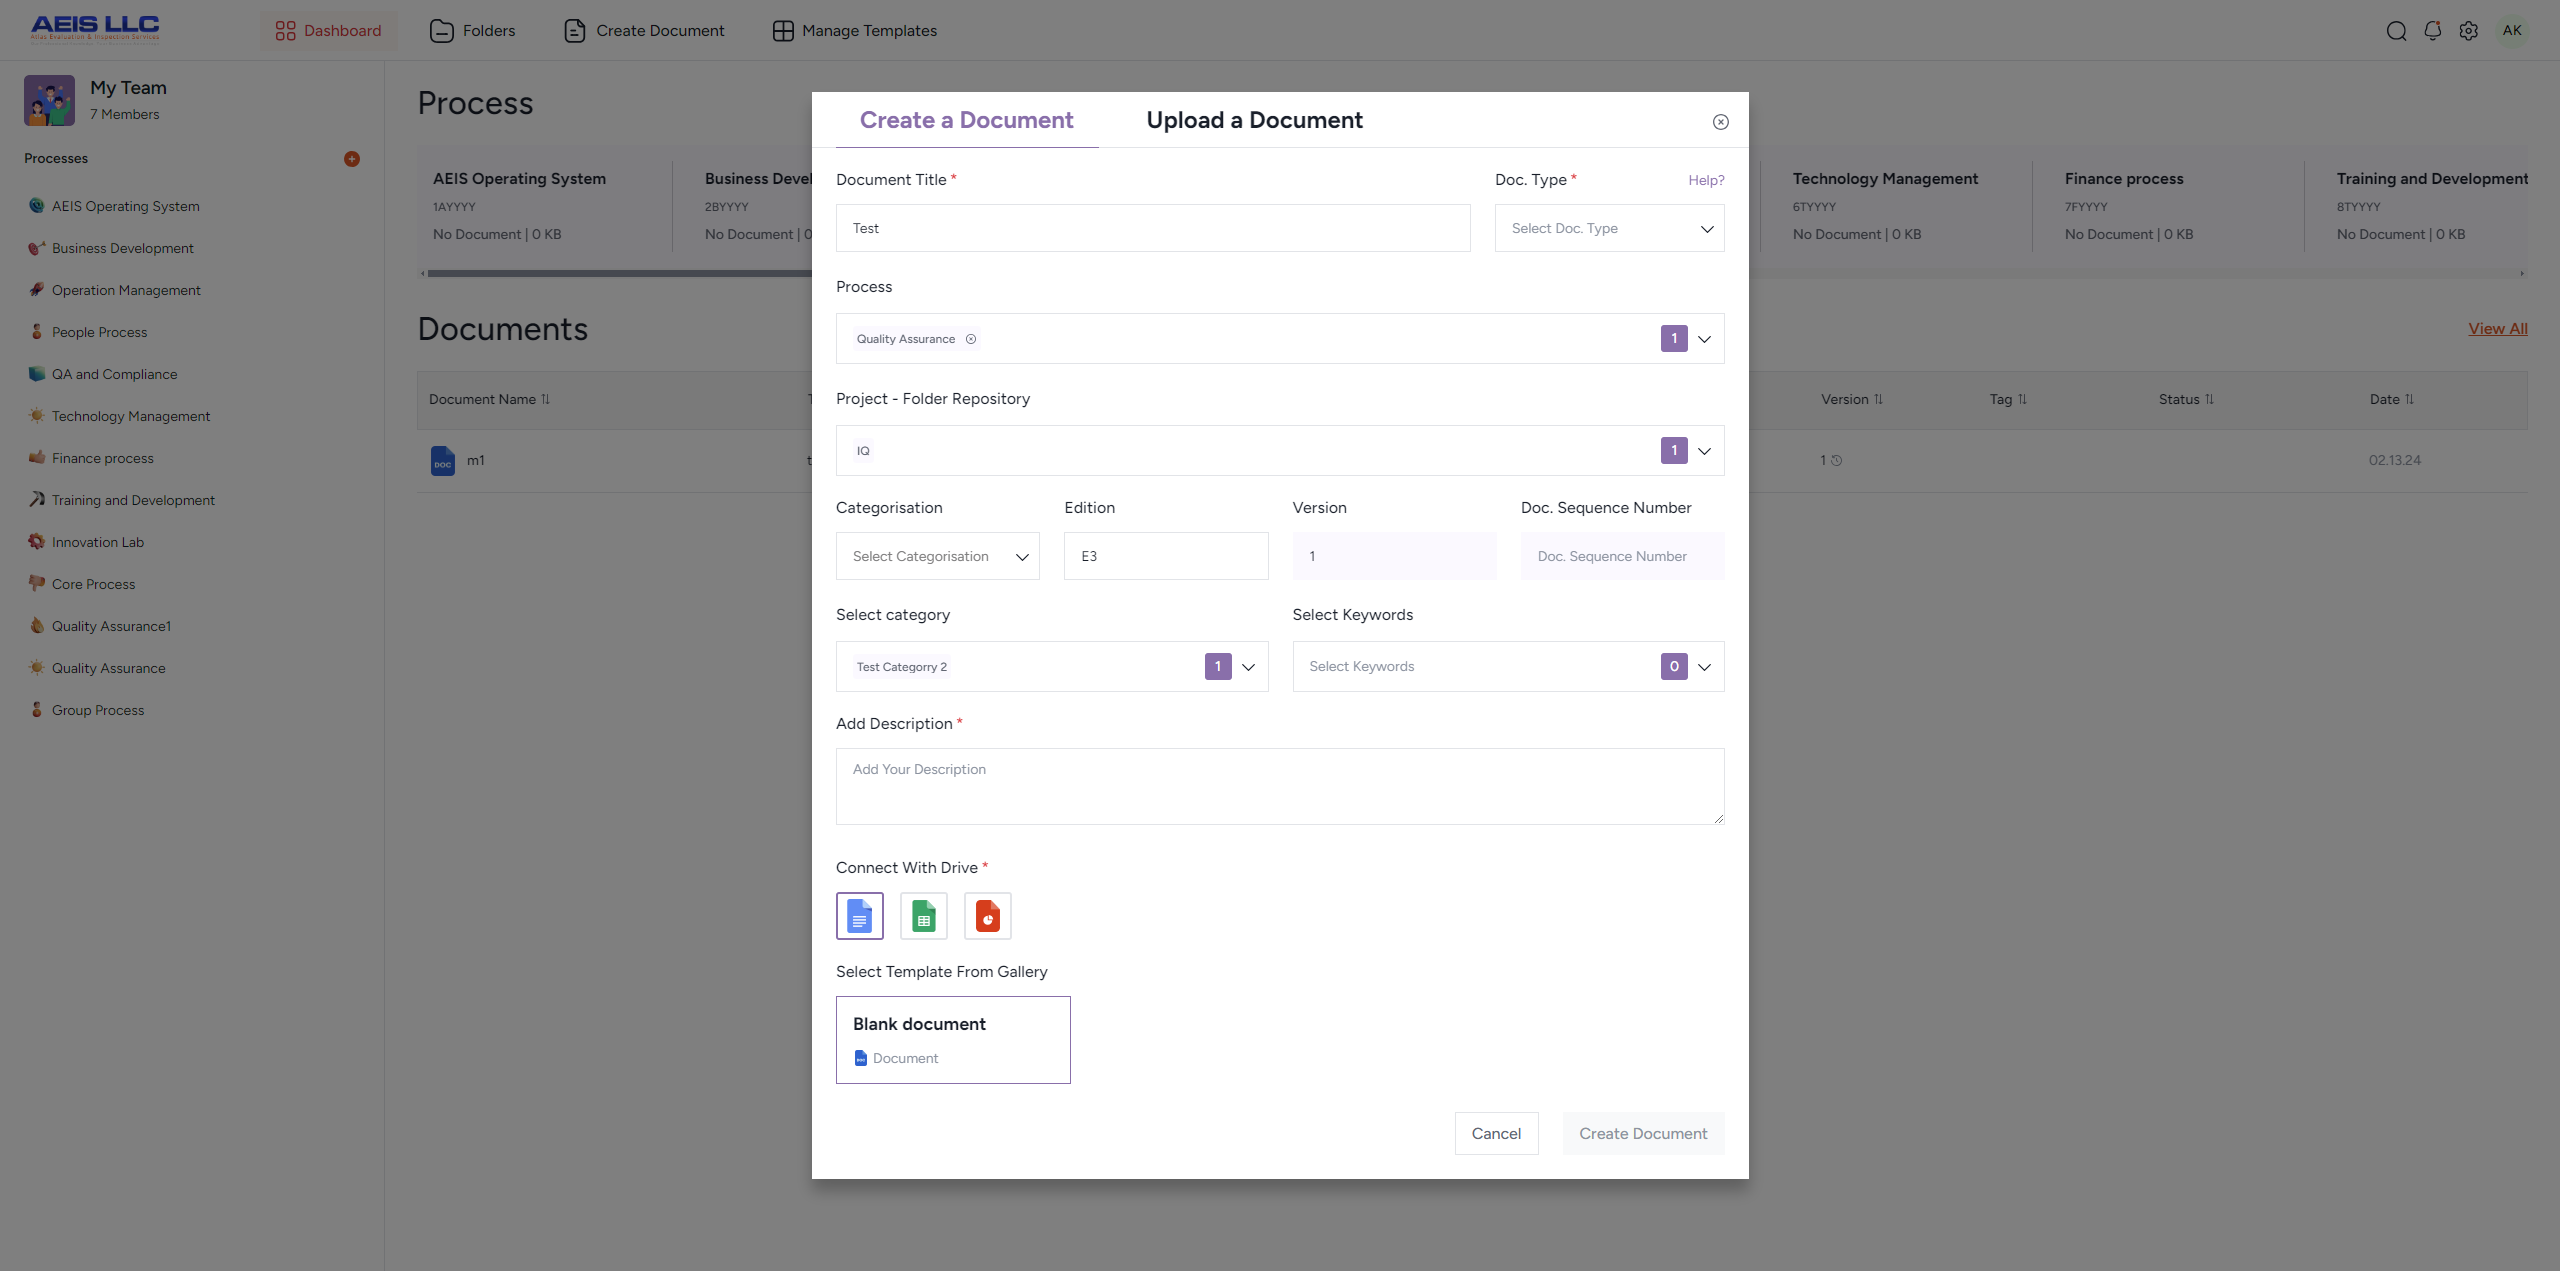 AEIS LLC
Atlas Evaluation & Inspection Services
Dashboard
Folders
Create Document
Manage Templates
AK
My Team
7 Members
Processes
AEIS Operating System
Business Development
Operation Management
People Process
QA and Compliance
Technology Management
Finance process
Training and Development
Innovation Lab
Core Process
Quality Assurance1
Quality Assurance
Group Process
Process
AEIS Operating System
1AYYYY
No Document | 0 KB
Business Devel
2BYYYY
No Document | 0
Technology Management
6TYYYY
No Document | 0 KB
Finance process
7FYYYY
No Document | 0 KB
Training and Development
8TYYYY
No Document | 0 KB
Documents
View All
Document Name
Version
Tag
Status
Date
DOC
m1
t
1
02.13.24
Create a Document
Upload a Document
Document Title *
Doc. Type *
Help?
Test
Select Doc. Type
Process
Quality Assurance
1
Project - Folder Repository
IQ
1
Categorisation
Edition
Version
Doc. Sequence Number
Select Categorisation
E3
1
Doc. Sequence Number
Select category
Select Keywords
Test Categorry 2
1
Select Keywords
0
Add Description *
Add Your Description
Connect With Drive *
Select Template From Gallery
Blank document
Document
Cancel
Create Document